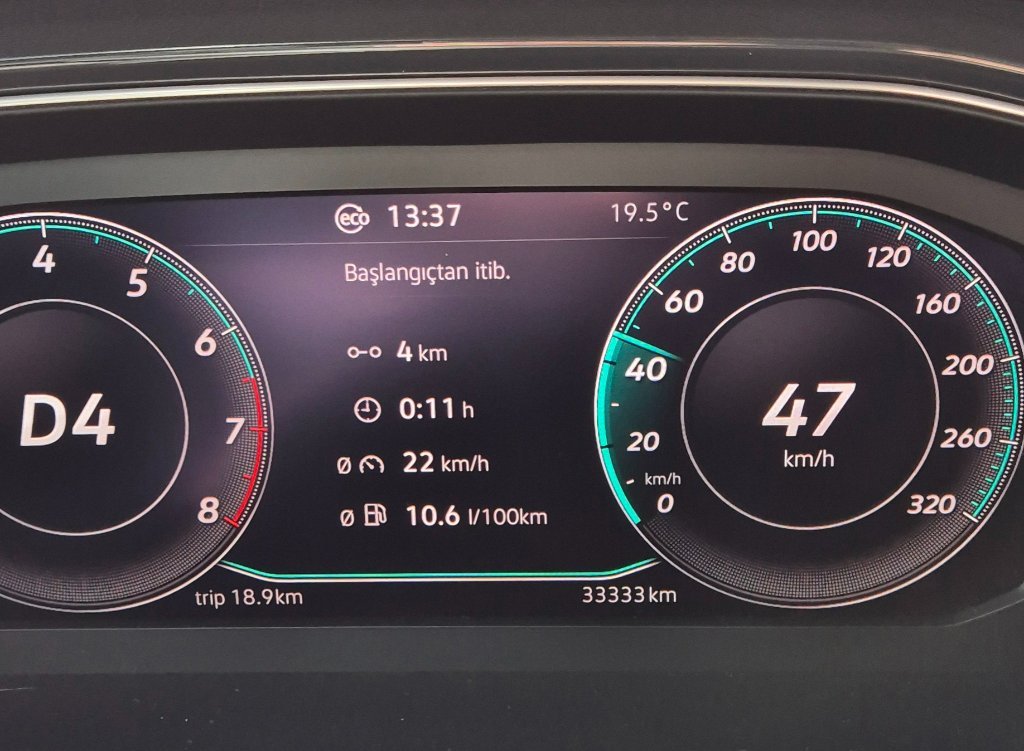 eco 13:37 19.5°C
Başlangıçtan itib.
4 km
0:11 h
Ø 22 km/h
Ø 10.6 l/100km
trip 18.9km
33333km
4
5
6
7
8
D4
0
20
40
60
80
100
120
160
200
260
320
km/h
47
km/h